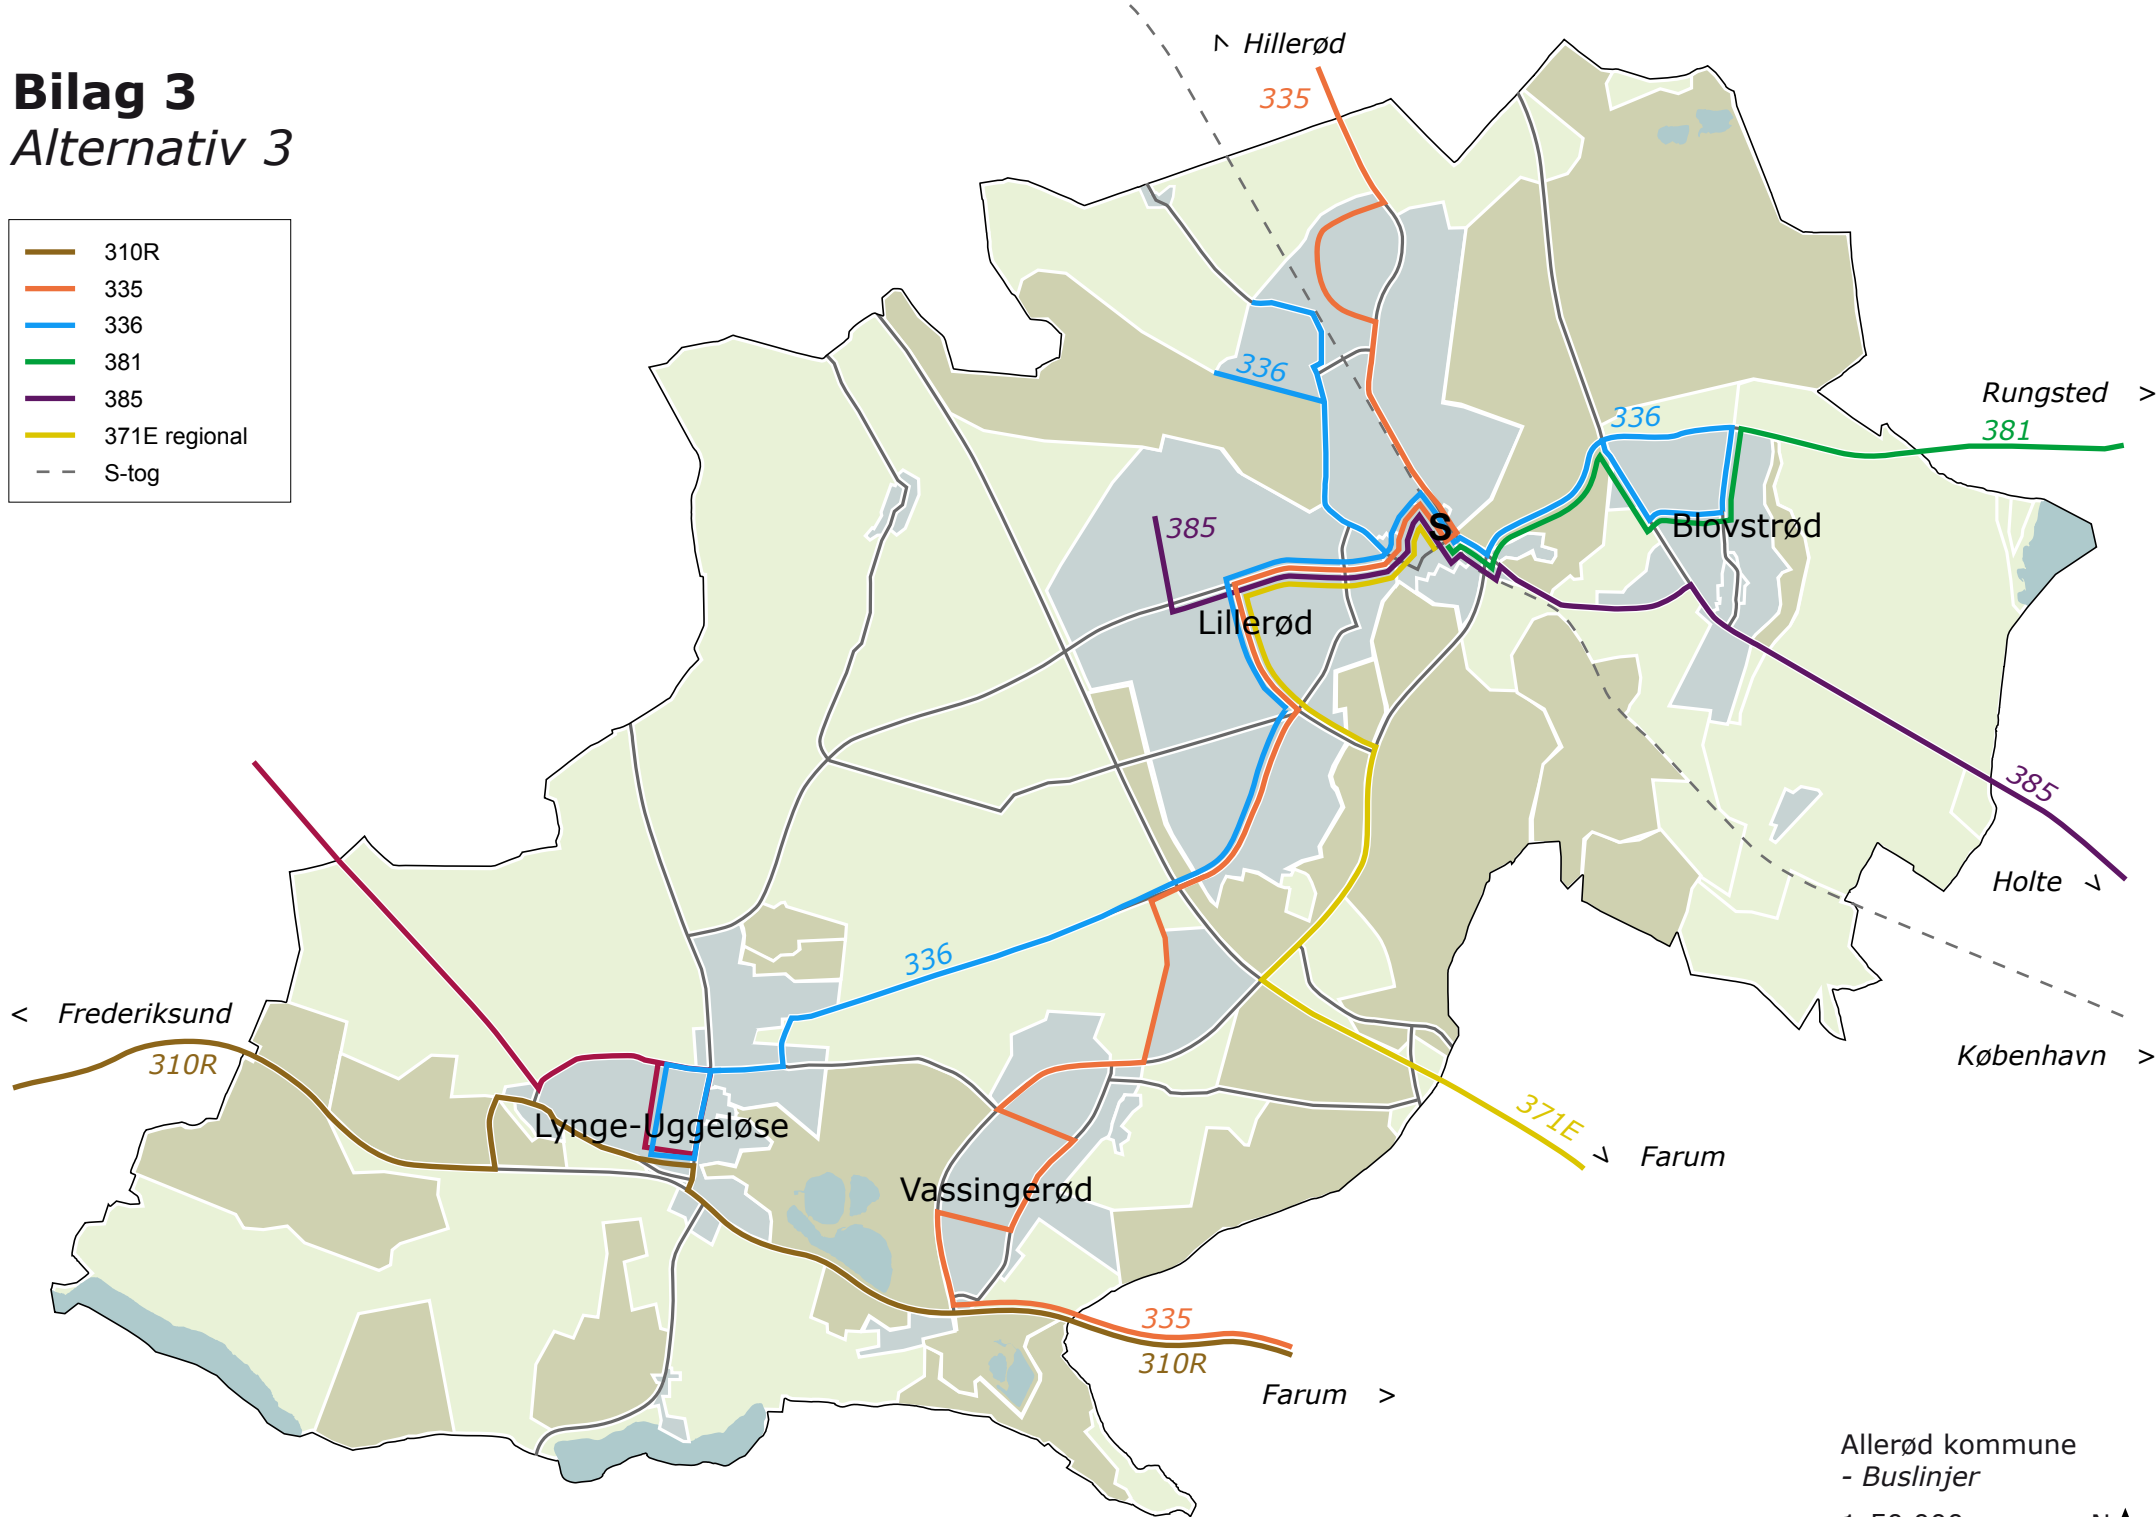 Bilag 3
Alternativ 3
310R
335
336
381
385
371E regional
S-tog
< Hillerød
335
336
385
S
336
Rungsted >
381
Blovstrød
Lillerød
385
Holte >
København >
< Frederiksund
310R
336
Lynge-Uggeløse
Vassingerød
371E
> Farum
335
310R
Farum >
Allerød kommune
- Buslinjer